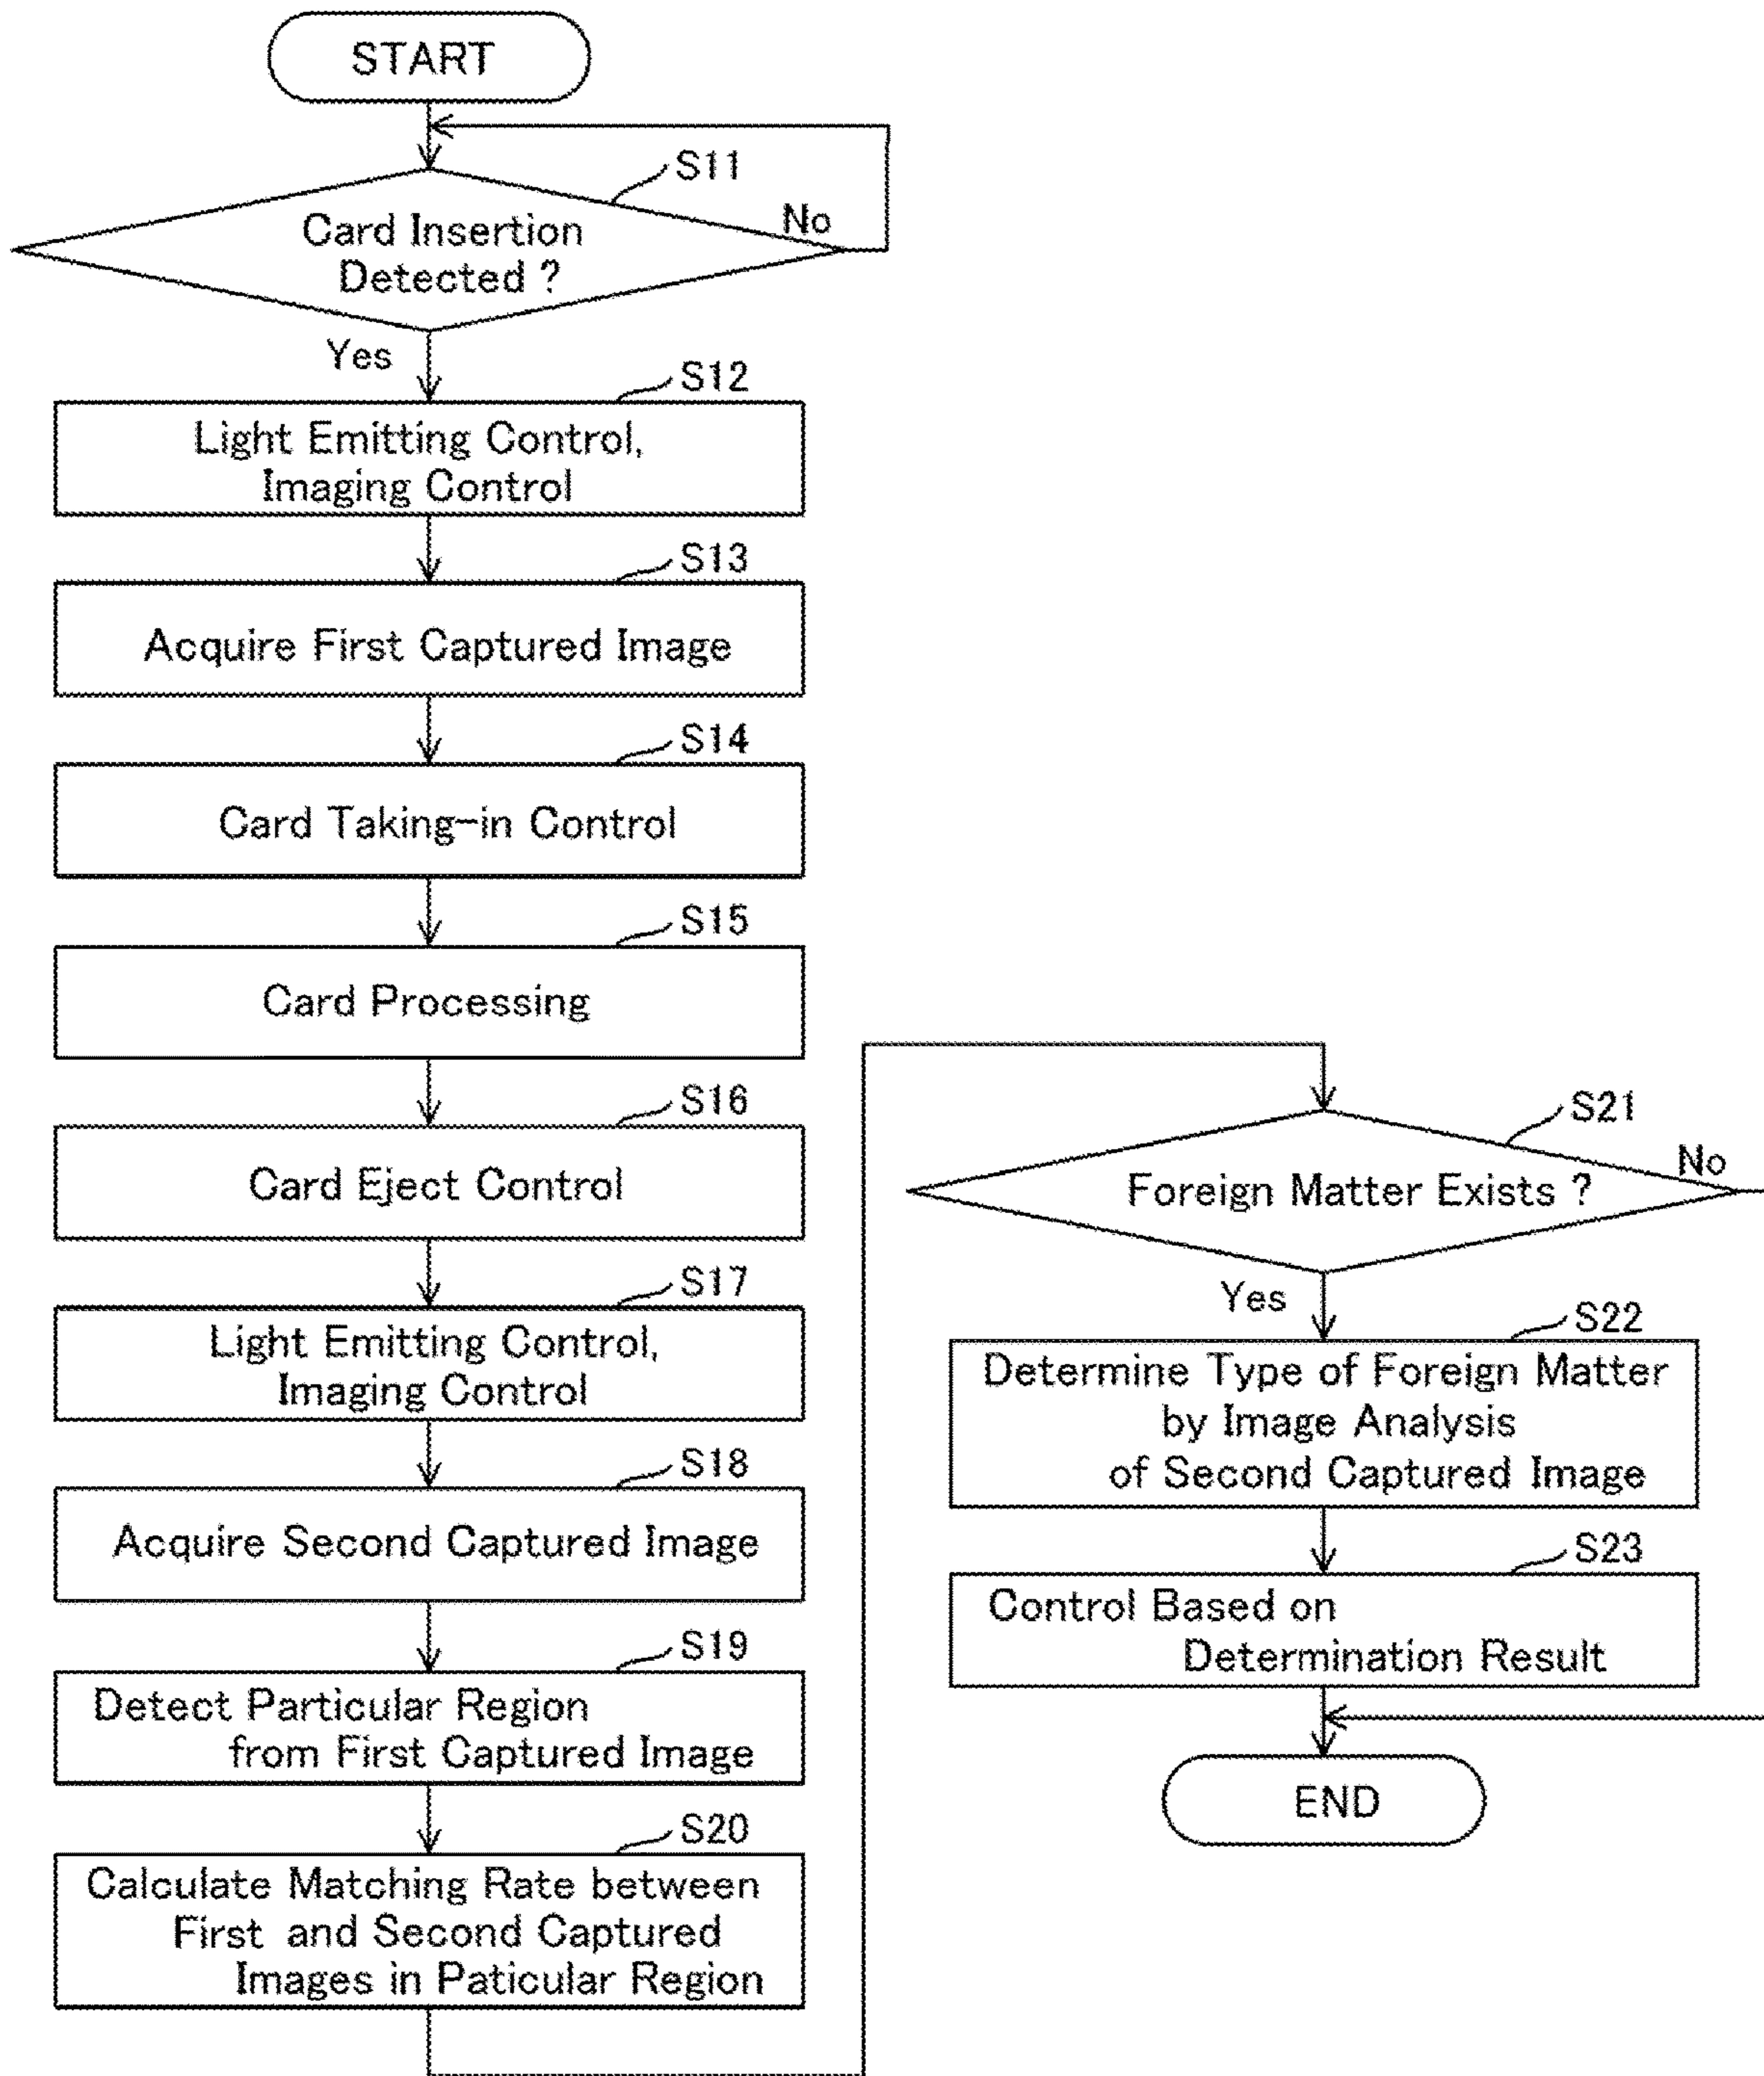 START
S11
No
Card Insertion
Detected ?
Yes
S12
Light Emitting Control,
Imaging Control
S13
Acquire First Captured Image
S14
Card Taking-in Control
S15
Card Processing
S16
Card Eject Control
S17
Light Emitting Control,
Imaging Control
S18
Acquire Second Captured Image
S19
Detect Particular Region
from First Captured Image
S20
Calculate Matching Rate between
First and Second Captured
Images in Paticular Region
S21
No
Foreign Matter Exists ?
Yes
S22
Determine Type of Foreign Matter
by Image Analysis
of Second Captured Image
S23
Control Based on
Determination Result
END